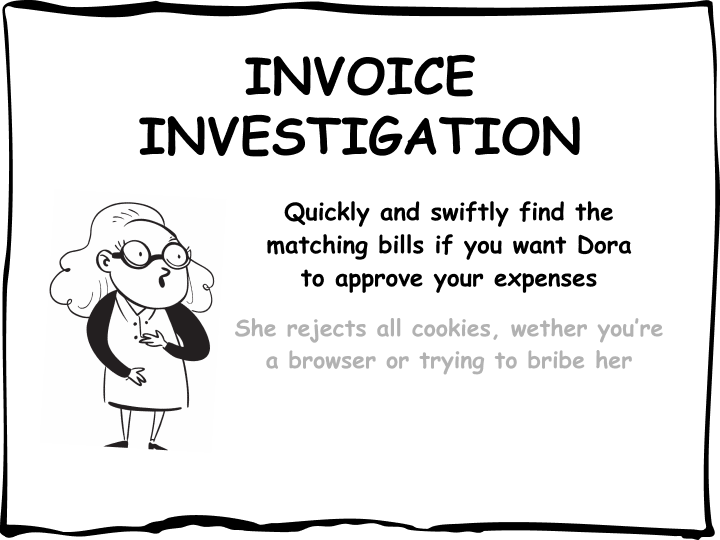 INVOICE
INVESTIGATION
Quickly and swiftly find the
matching bills if you want Dora
to approve your expenses
She rejects all cookies, wether you're
a browser or trying to bribe her